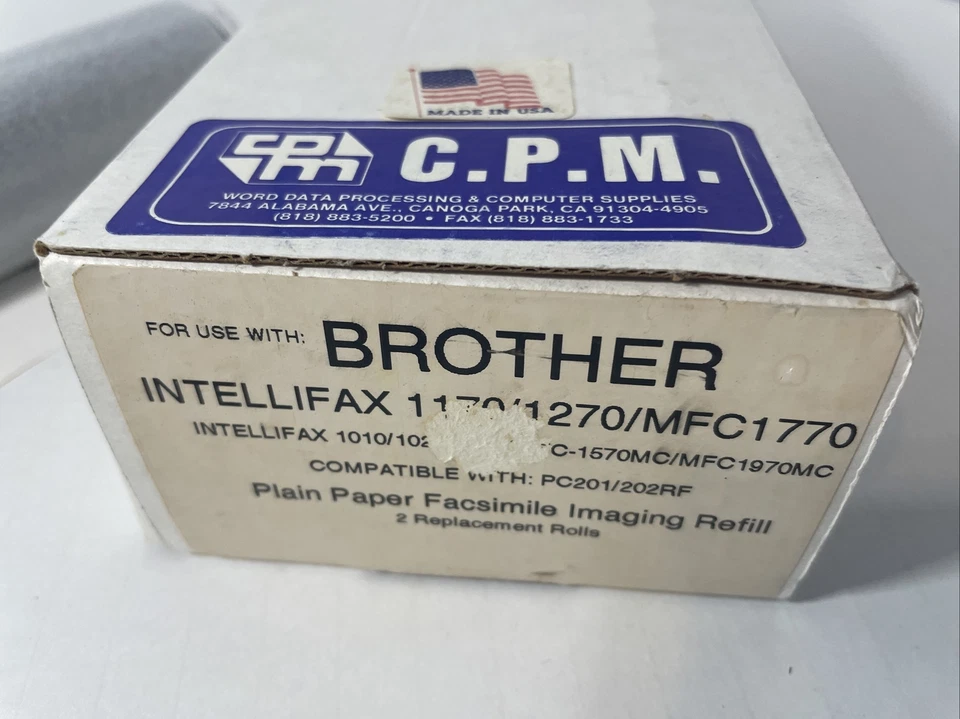 MADE IN USA
cpm C.P.M.
WORD DATA PROCESSING & COMPUTER SUPPLIES
7844 ALABAMA AVE., CANOGA PARK, CA 91304-4905
(818) 883-5200 • FAX (818) 883-1733
FOR USE WITH: BROTHER
INTELLIFAX 1170/1270/MFC1770
INTELLIFAX 1010/102 C-1570MC/MFC1970MC
COMPATIBLE WITH: PC201/202RF
Plain Paper Facsimile Imaging Refill
2 Replacement Rolls